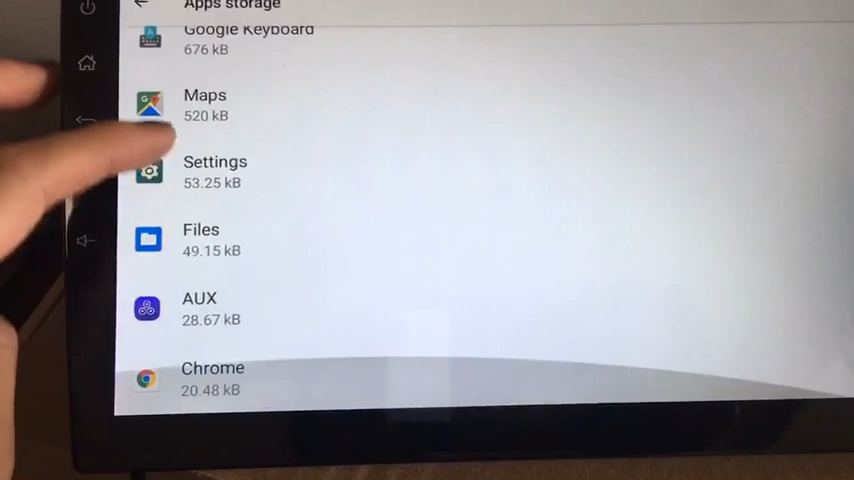 Apps storage
Google Keyboard
676 kB
Maps
520 kB
Settings
53.25 kB
Files
49.15 kB
AUX
28.67 kB
Chrome
20.48 kB